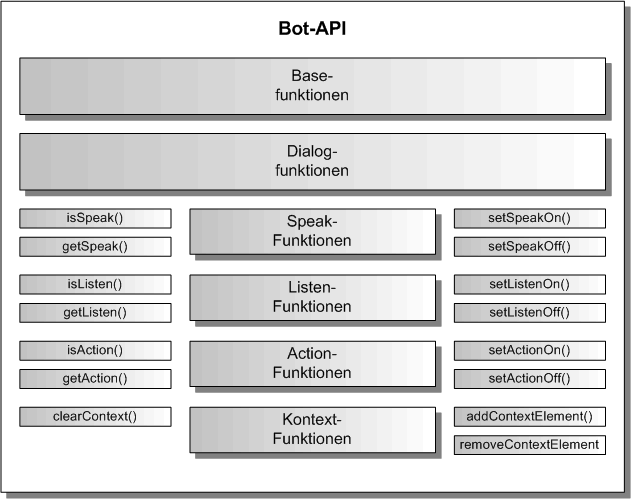 Bot-API
Base-
funktionen
Dialog-
funktionen
isSpeak()
getSpeak()
Speak-
Funktionen
setSpeakOn()
setSpeakOff()
isListen()
getListen()
Listen-
Funktionen
setListenOn()
setListenOff()
isAction()
getAction()
Action-
Funktionen
setActionOn()
setActionOff()
clearContext()
Kontext-
Funktionen
addContextElement()
removeContextElement